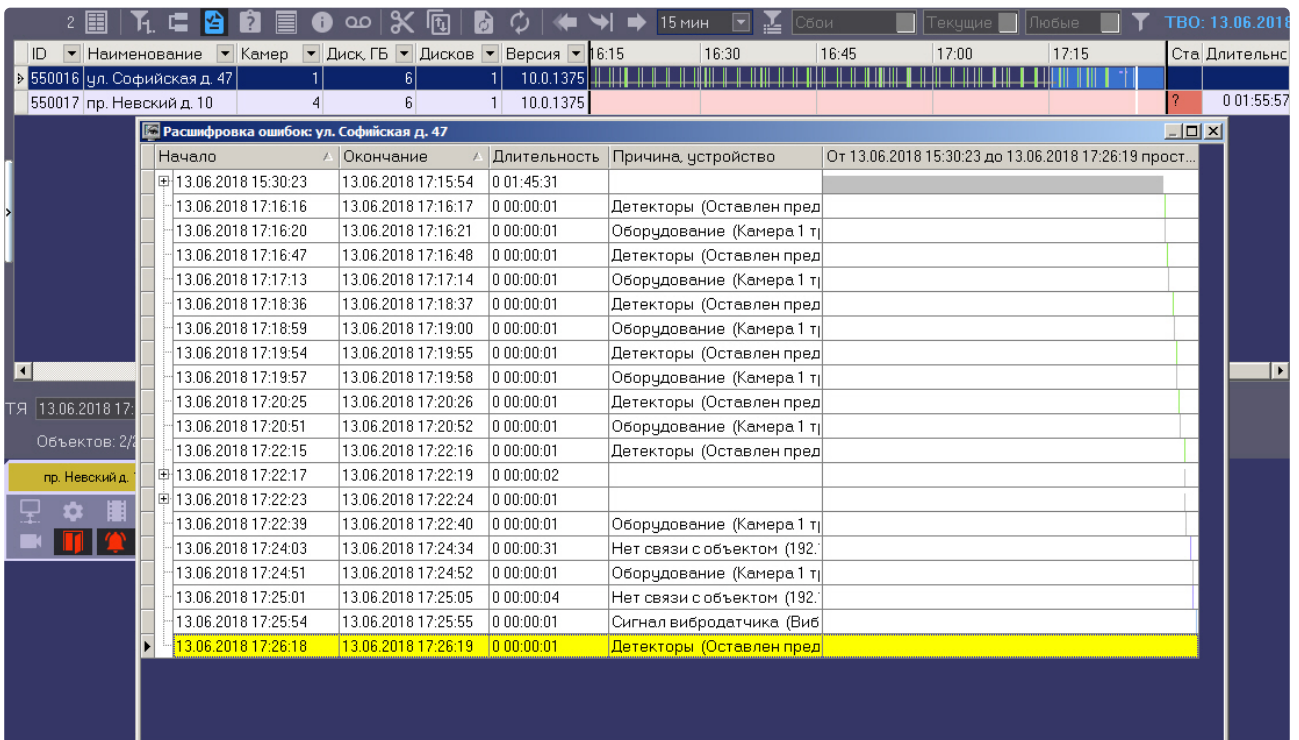 2 15 мин Сбои Текущие Любые ТВО: 13.06.2018
ID Наименование Камер Диск, ГБ Дисков Версия 16:15 16:30 16:45 17:00 17:15 Ста Длительнс
550016 ул. Софийская д. 47 1 6 1 10.0.1375
550017 пр. Невский д. 10 4 6 1 10.0.1375 ? 0 01:55:57
Расшифровка ошибок: ул. Софийская д. 47
Начало Окончание Длительность Причина, устройство От 13.06.2018 15:30:23 до 13.06.2018 17:26:19 прост...
13.06.2018 15:30:23 13.06.2018 17:15:54 0 01:45:31
13.06.2018 17:16:16 13.06.2018 17:16:17 0 00:00:01 Детекторы (Оставлен пред
13.06.2018 17:16:20 13.06.2018 17:16:21 0 00:00:01 Оборудование (Камера 1 т
13.06.2018 17:16:47 13.06.2018 17:16:48 0 00:00:01 Детекторы (Оставлен пред
13.06.2018 17:17:13 13.06.2018 17:17:14 0 00:00:01 Оборудование (Камера 1 т
13.06.2018 17:18:36 13.06.2018 17:18:37 0 00:00:01 Детекторы (Оставлен пред
13.06.2018 17:18:59 13.06.2018 17:19:00 0 00:00:01 Оборудование (Камера 1 т
13.06.2018 17:19:54 13.06.2018 17:19:55 0 00:00:01 Детекторы (Оставлен пред
13.06.2018 17:19:57 13.06.2018 17:19:58 0 00:00:01 Оборудование (Камера 1 т
13.06.2018 17:20:25 13.06.2018 17:20:26 0 00:00:01 Детекторы (Оставлен пред
13.06.2018 17:20:51 13.06.2018 17:20:52 0 00:00:01 Оборудование (Камера 1 т
13.06.2018 17:22:15 13.06.2018 17:22:16 0 00:00:01 Детекторы (Оставлен пред
13.06.2018 17:22:17 13.06.2018 17:22:19 0 00:00:02
13.06.2018 17:22:23 13.06.2018 17:22:24 0 00:00:01
13.06.2018 17:22:39 13.06.2018 17:22:40 0 00:00:01 Оборудование (Камера 1 т
13.06.2018 17:24:03 13.06.2018 17:24:34 0 00:00:31 Нет связи с объектом (192.
13.06.2018 17:24:51 13.06.2018 17:24:52 0 00:00:01 Оборудование (Камера 1 т
13.06.2018 17:25:01 13.06.2018 17:25:05 0 00:00:04 Нет связи с объектом (192.
13.06.2018 17:25:54 13.06.2018 17:25:55 0 00:00:01 Сигнал вибродатчика (Виб
13.06.2018 17:26:18 13.06.2018 17:26:19 0 00:00:01 Детекторы (Оставлен пред
ТЯ 13.06.2018 17:
Объектов: 2/2
пр. Невский д.